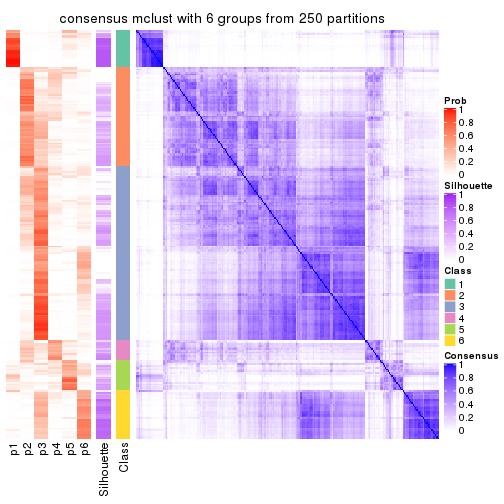 consensus mclust with 6 groups from 250 partitions
Prob
1
0.8
0.6
0.4
0.2
0
Silhouette
1
0.8
0.6
0.4
0.2
0
Class
1
2
3
4
5
6
Consensus
1
0.8
0.6
0.4
0.2
0
p1
p2
p3
p4
p5
p6
Silhouette
Class